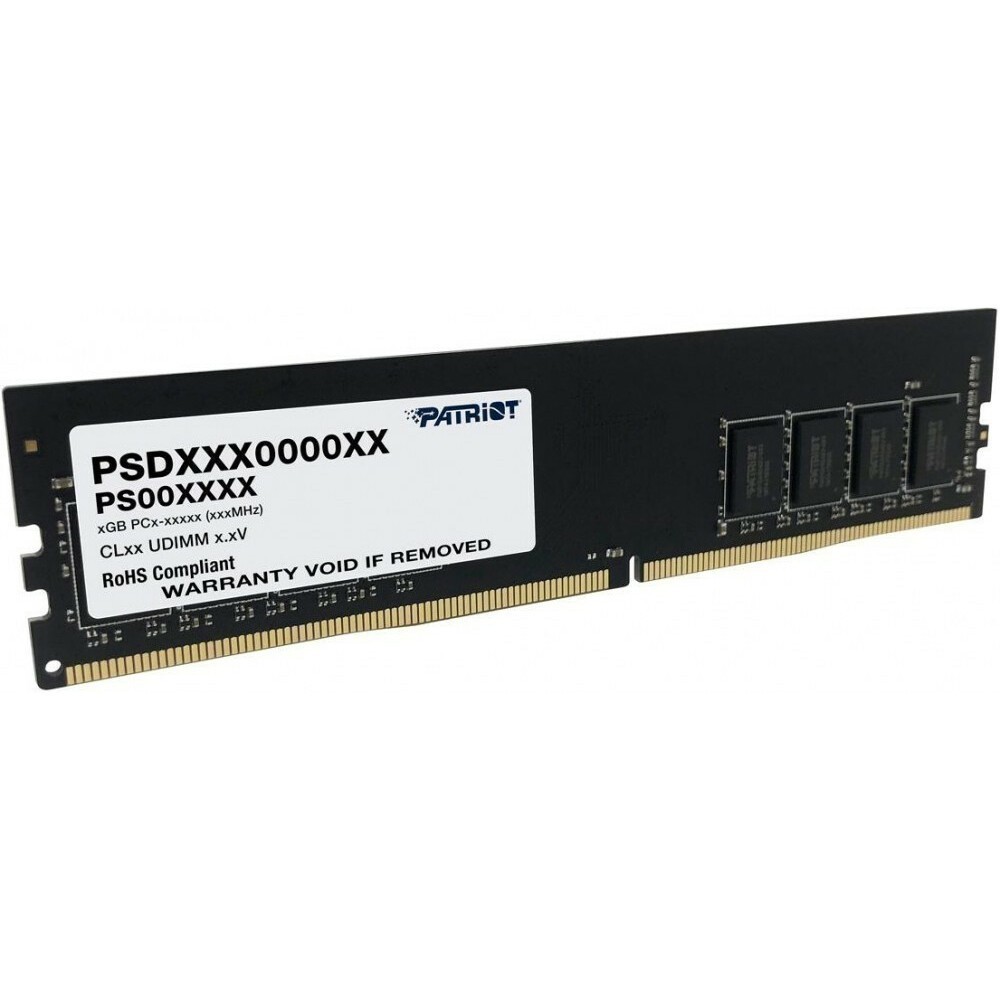 PATRIOT
PSDXXX0000XX
PS00XXXX
xGB PCx-xxxxx (xxxMHz)
CLxx UDIMM x.xV
RoHS Compliant
WARRANTY VOID IF REMOVED